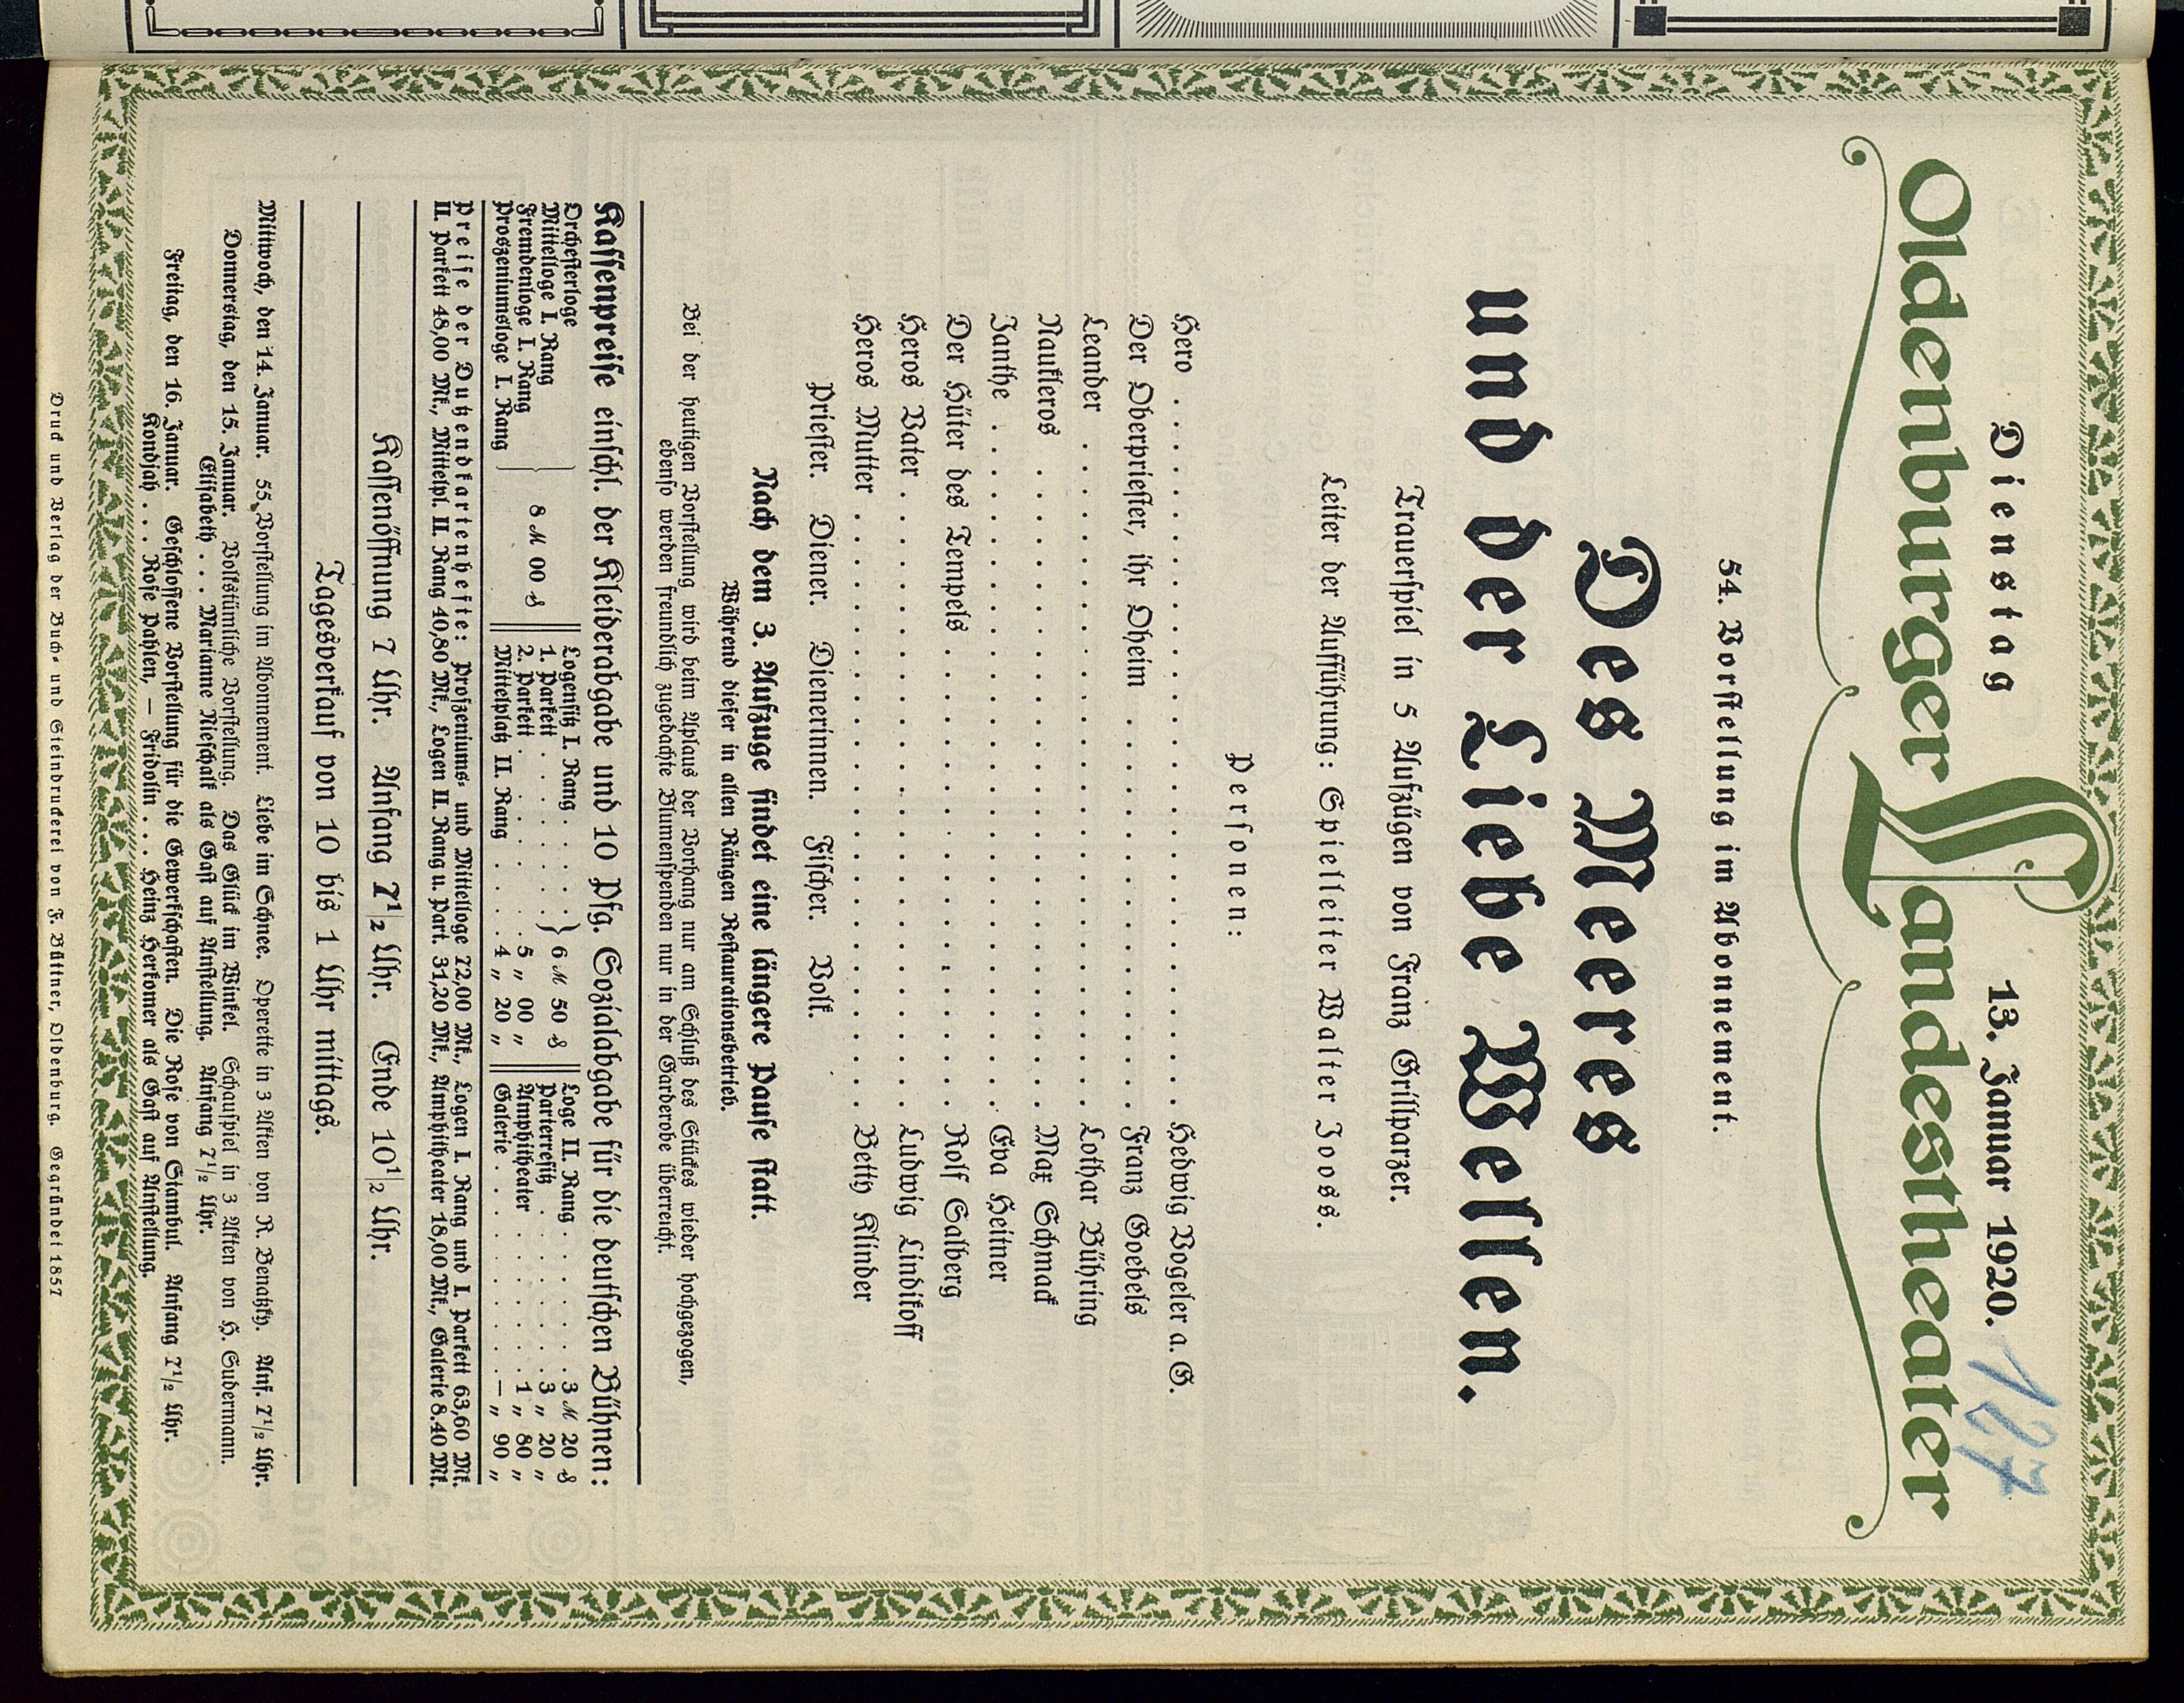 127
Dienstag 13. Januar 1920.
Oldenburger Landestheater
54. Vorstellung im Abonnement.
Des Meeres
und der Liebe Wellen.
Trauerspiel in 5 Aufzügen von Franz Grillparzer.
Leiter der Aufführung: Spielleiter Walter Jooss.
Personen:
Hero . . . . . . . . . . Hedwig Vogeler a. G.
Der Oberpriester, ihr Oheim . . . . . . . . . . Franz Goebels
Leander . . . . . . . . . . Lothar Bühring
Naukleros . . . . . . . . . . Max Schmack
Janthe . . . . . . . . . . Eva Heitner
Der Hüter des Tempels . . . . . . . . . . Rolf Salberg
Heros Vater . . . . . . . . . . Ludwig Lindikoff
Heros Mutter . . . . . . . . . . Betty Klinder
Priester. Diener. Dienerinnen. Fischer. Volk.
Nach dem 3. Aufzuge findet eine längere Pause statt.
Während dieser in allen Rängen Restaurationsbetrieb.
Bei der heutigen Vorstellung wird beim Aplaus der Vorhang nur am Schluß des Stückes wieder hochgezogen,
ebenso werden freundlich zugedachte Blumenspenden nur in der Garderobe überreicht.
Kassenpreise einschl. der Kleiderabgabe und 10 Pfg. Sozialabgabe für die deutschen Bühnen:
Orchesterloge
Mittelloge I. Rang
Fremdenloge I. Rang
Proszeniumsloge I. Rang
} 8 ℳ 00 ₰
Logensitz I. Rang . . . .
1. Parkett . . . . . .
} 6 ℳ 50 ₰
2. Parkett . . . . . . 5 „ 00 „
Mittelplatz II. Rang . . . . 4 „ 20 „
Loge II. Rang . . . . . 3 ℳ 20 ₰
Parterresitz . . . . . 3 „ 20 „
Amphitheater . . . . . 1 „ 80 „
Galerie . . . . . . — „ 90 „
Preise der Dutzendkartenhefte: Proszeniums- und Mittelloge 72,00 Mk., Logen I. Rang und I. Parkett 63,60 Mk.
II. Parkett 48,00 Mk., Mittelpl. II. Rang 40,80 Mk., Logen II. Rang u. Part. 31,20 Mk., Amphitheater 18,00 Mk., Galerie 8.40 Mk.
Kassenöffnung 7 Uhr. Anfang 7 1/2 Uhr. Ende 10 1/2 Uhr.
Tagesverkauf von 10 bis 1 Uhr mittags.
Mittwoch, den 14. Januar. 55. Vorstellung im Abonnement. Liebe im Schnee. Operette in 3 Akten von R. Benatzky. Anf. 7 1/2 Uhr.
Donnerstag, den 15. Januar. Volkstümliche Vorstellung. Das Glück im Winkel. Schauspiel in 3 Akten von H. Sudermann.
Elisabeth . . . Marianne Rieschalk als Gast auf Anstellung. Anfang 7 1/2 Uhr.
Freitag, den 16. Januar. Geschlossene Vorstellung für die Gewerkschaften. Die Rose von Stambul. Anfang 7 1/2 Uhr.
Kondjah . . . Rose Pahlen, — Fridolin . . . Heinz Herkomer als Gast auf Anstellung.
Druck und Verlag der Buch- und Steindruckerei von F. Büttner, Oldenburg. Gegründet 1857